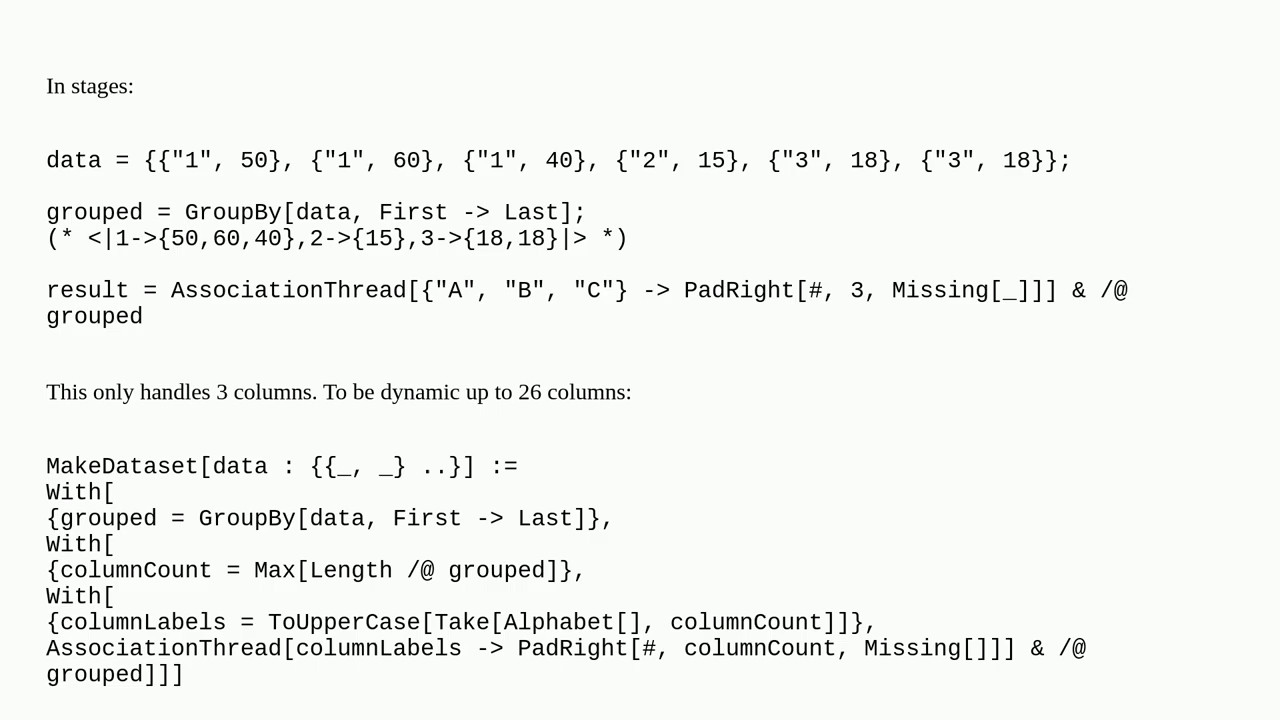 In stages:
data = {{"1", 50}, {"1", 60}, {"1", 40}, {"2", 15}, {"3", 18}, {"3", 18}};
grouped = GroupBy[data, First -> Last];
(* <|1->{50,60,40},2->{15},3->{18,18}|> *)
result = AssociationThread[{"A", "B", "C"} -> PadRight[#, 3, Missing[_]]] & /@
grouped
This only handles 3 columns. To be dynamic up to 26 columns:
MakeDataset[data : {{_, _} ..}] :=
With[
{grouped = GroupBy[data, First -> Last]},
With[
{columnCount = Max[Length /@ grouped]},
With[
{columnLabels = ToUpperCase[Take[Alphabet[], columnCount]]},
AssociationThread[columnLabels -> PadRight[#, columnCount, Missing[]]] & /@
grouped]]]